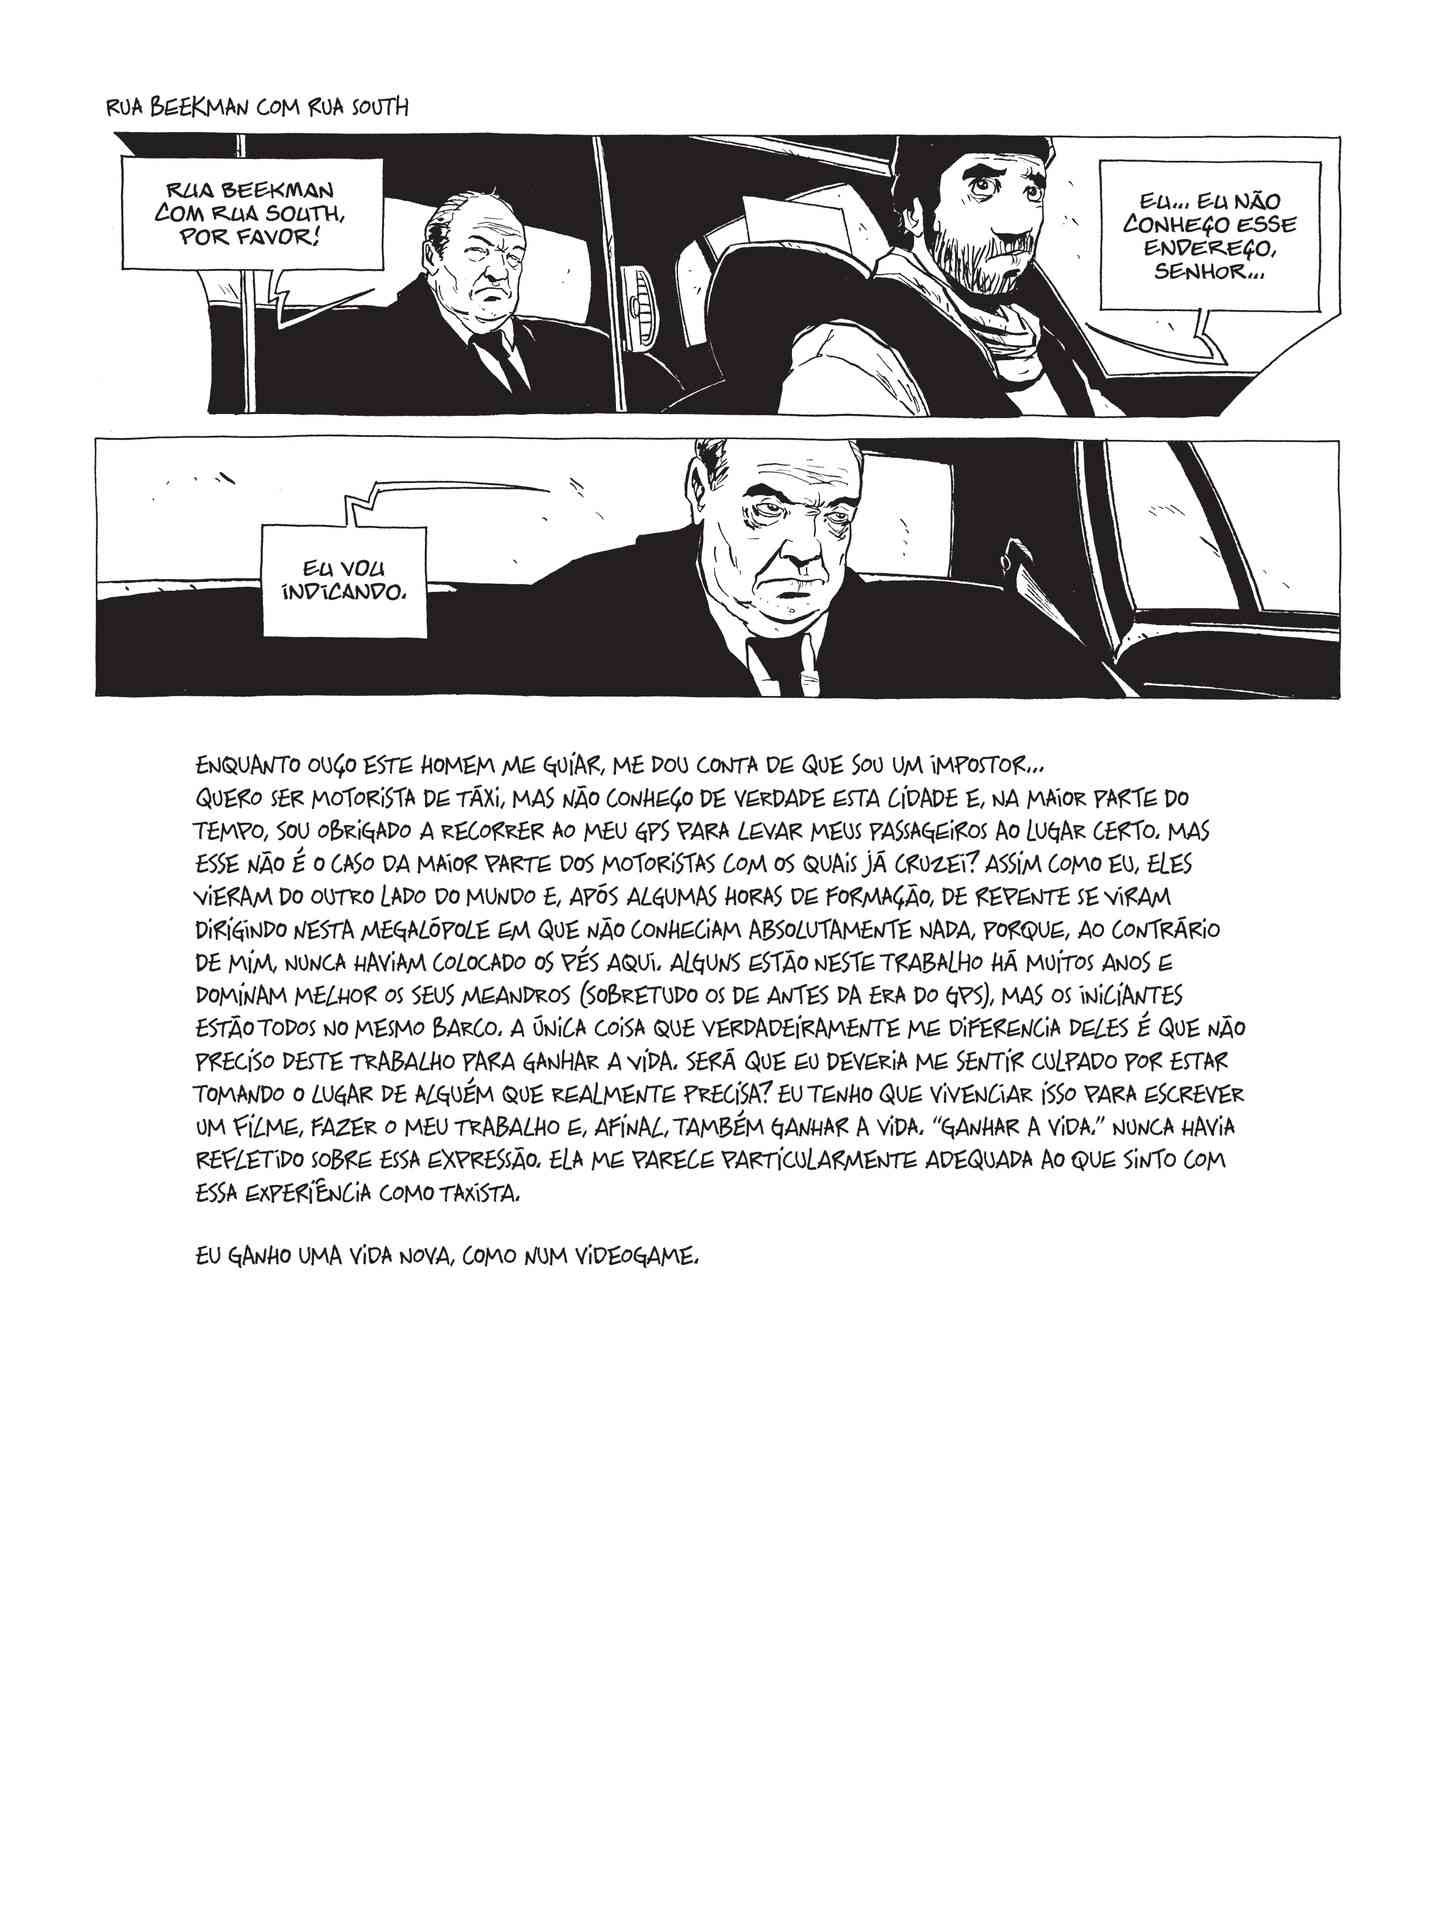 RUA BEEKMAN COM RUA SOUTH
RUA BEEKMAN
COM RUA SOUTH,
POR FAVOR!
EU... EU NÃO
CONHEÇO ESSE
ENDEREÇO,
SENHOR...
EU VOU
INDICANDO.
ENQUANTO OUÇO ESTE HOMEM ME GUIAR, ME DOU CONTA DE QUE SOU UM IMPOSTOR...
QUERO SER MOTORISTA DE TÁXI, MAS NÃO CONHEÇO DE VERDADE ESTA CIDADE E, NA MAIOR PARTE DO
TEMPO, SOU OBRIGADO A RECORRER AO MEU GPS PARA LEVAR MEUS PASSAGEIROS AO LUGAR CERTO. MAS
ESSE NÃO É O CASO DA MAIOR PARTE DOS MOTORISTAS COM OS QUAIS JÁ CRUZEI? ASSIM COMO EU, ELES
VIERAM DO OUTRO LADO DO MUNDO E, APÓS ALGUMAS HORAS DE FORMAÇÃO, DE REPENTE SE VIRAM
DIRIGINDO NESTA MEGALÓPOLE EM QUE NÃO CONHECIAM ABSOLUTAMENTE NADA, PORQUE, AO CONTRÁRIO
DE MIM, NUNCA HAVIAM COLOCADO OS PÉS AQUI. ALGUNS ESTÃO NESTE TRABALHO HÁ MUITOS ANOS E
DOMINAM MELHOR OS SEUS MEANDROS (SOBRETUDO OS DE ANTES DA ERA DO GPS), MAS OS INICIANTES
ESTÃO TODOS NO MESMO BARCO. A ÚNICA COISA QUE VERDADEIRAMENTE ME DIFERENCIA DELES É QUE NÃO
PRECISO DESTE TRABALHO PARA GANHAR A VIDA. SERÁ QUE EU DEVERIA ME SENTIR CULPADO POR ESTAR
TOMANDO O LUGAR DE ALGUÉM QUE REALMENTE PRECISA? EU TENHO QUE VIVENCIAR ISSO PARA ESCREVER
UM FILME, FAZER O MEU TRABALHO E, AFINAL, TAMBÉM GANHAR A VIDA. “GANHAR A VIDA.” NUNCA HAVIA
REFLETIDO SOBRE ESSA EXPRESSÃO. ELA ME PARECE PARTICULARMENTE ADEQUADA AO QUE SINTO COM
ESSA EXPERIÊNCIA COMO TAXISTA.
EU GANHO UMA VIDA NOVA, COMO NUM VIDEOGAME.